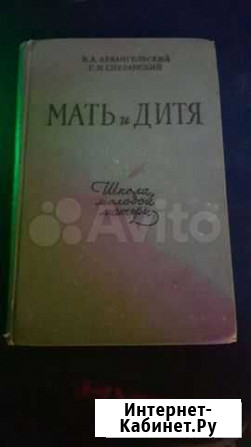 Б. А. АРХАНГЕЛЬСКИЙ
Г. Н. СПЕРАНСКИЙ
МАТЬ и ДИТЯ
Школа
молодой
матери
Avito
Интернет-
Кабинет.Ру